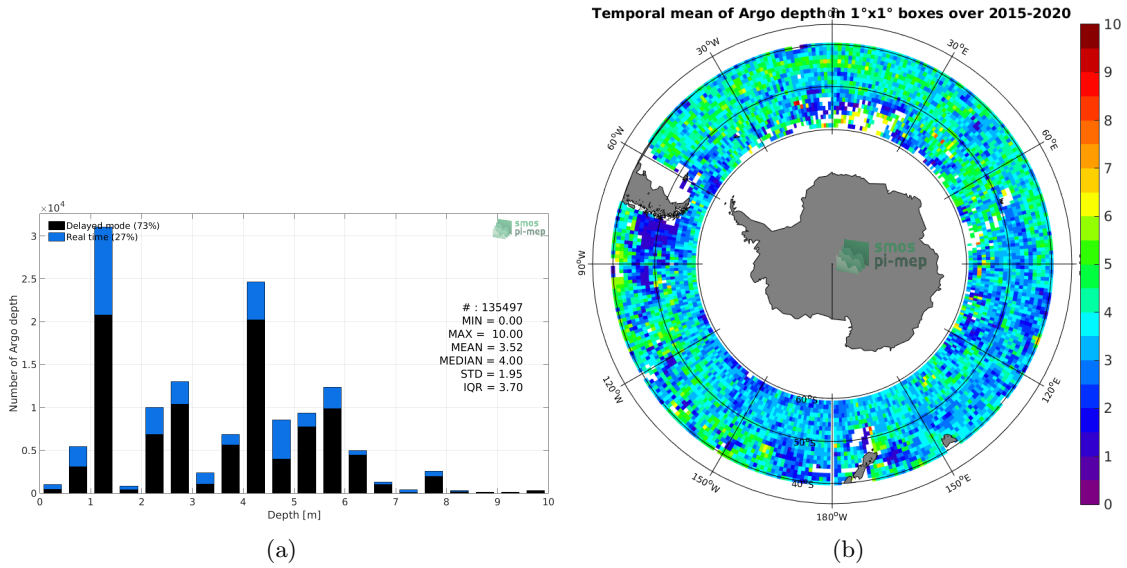 ×10⁴
Delayed mode (73%)
Real time (27%)
smos
pi-mep
# : 135497
MIN = 0.00
MAX = 10.00
MEAN = 3.52
MEDIAN = 4.00
STD = 1.95
IQR = 3.70
Number of Argo depth
3
2.5
2
1.5
1
0.5
0
0 1 2 3 4 5 6 7 8 9 10
Depth [m]
(a)
Temporal mean of Argo depth in 1°x1° boxes over 2015-2020
30°W
30°E
60°W
60°E
90°W
120°W
120°E
150°W
150°E
180°W
60°S
50°S
40°S
smos
pi-mep
10
9
8
7
6
5
4
3
2
1
0
(b)